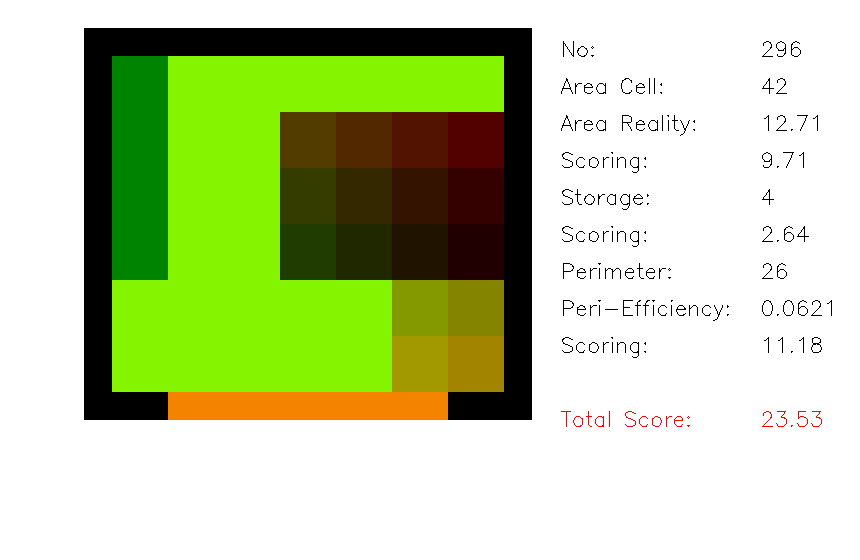 No: 296
Area Cell: 42
Area Reality: 12.71
Scoring: 9.71
Storage: 4
Scoring: 2.64
Perimeter: 26
Peri-Efficiency: 0.0621
Scoring: 11.18
Total Score: 23.53